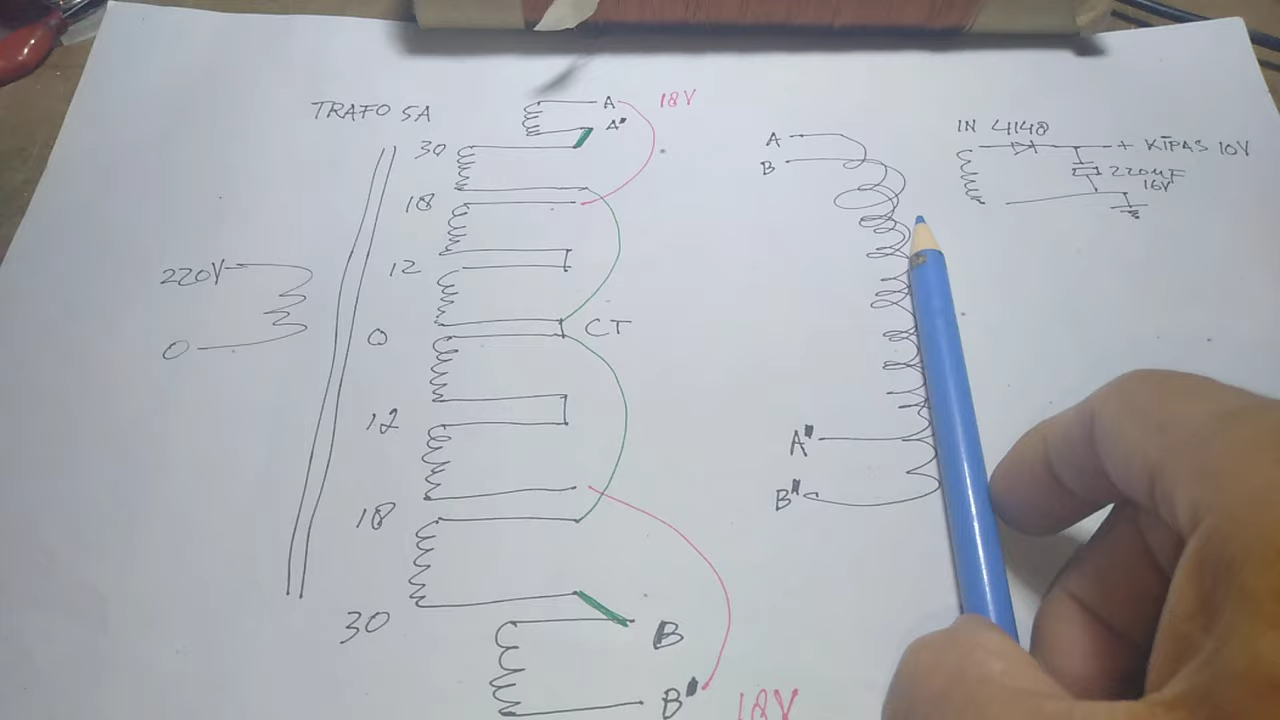 TRAFO 5A
A
A"
18V
30
18
12
0
CT
12
18
30
B
B"
18V
220V
0
A
B
A"
B"
IN 4148
+ KIPAS 10V
220µF
16V